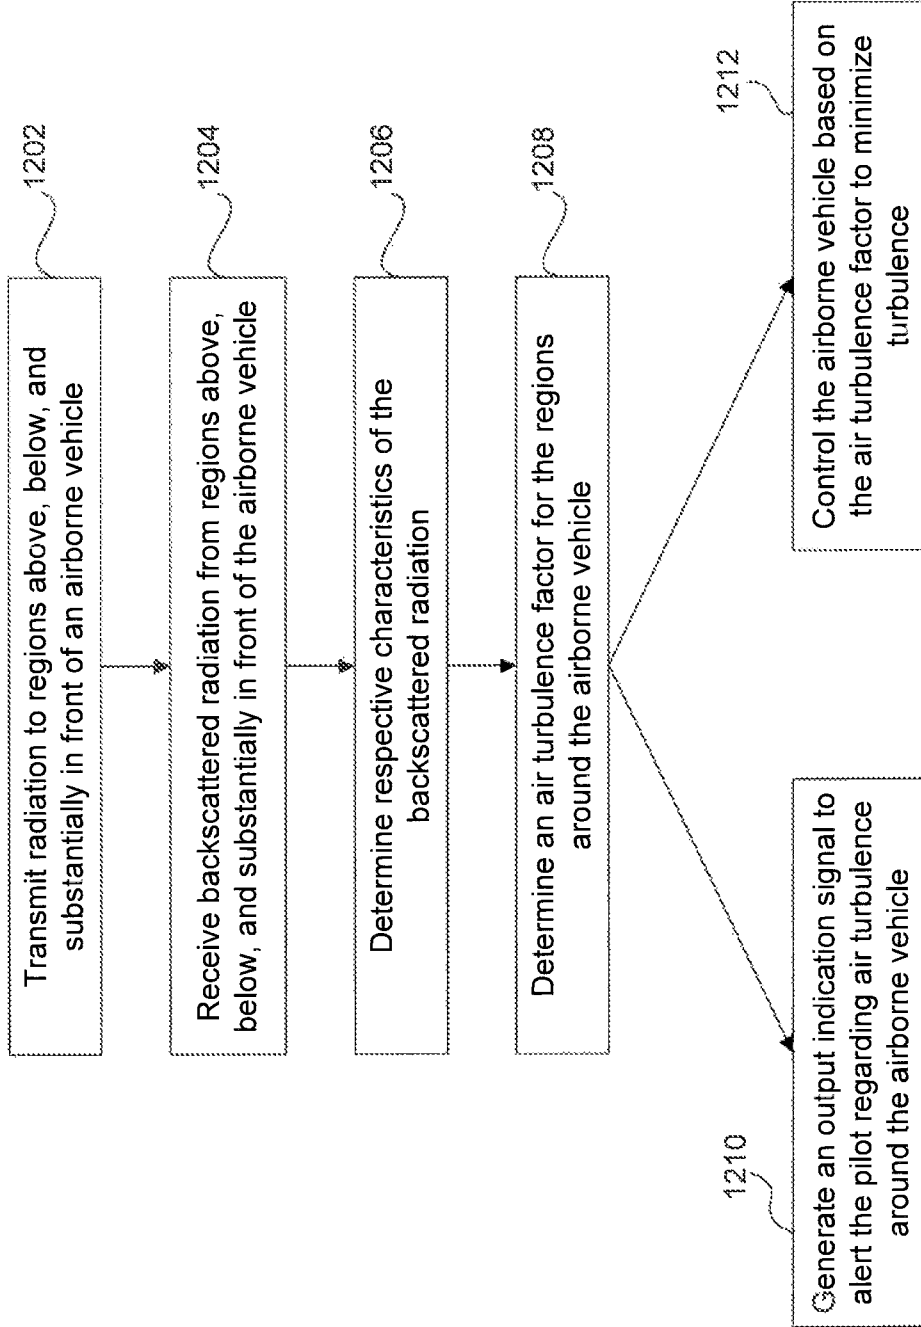 Transmit radiation to regions above, below, and
substantially in front of an airborne vehicle
1202
Receive backscattered radiation from regions above,
below, and substantially in front of the airborne vehicle
1204
Determine respective characteristics of the
backscattered radiation
1206
Determine an air turbulence factor for the regions
around the airborne vehicle
1208
1210
Generate an output indication signal to
alert the pilot regarding air turbulence
around the airborne vehicle
1212
Control the airborne vehicle based on
the air turbulence factor to minimize
turbulence